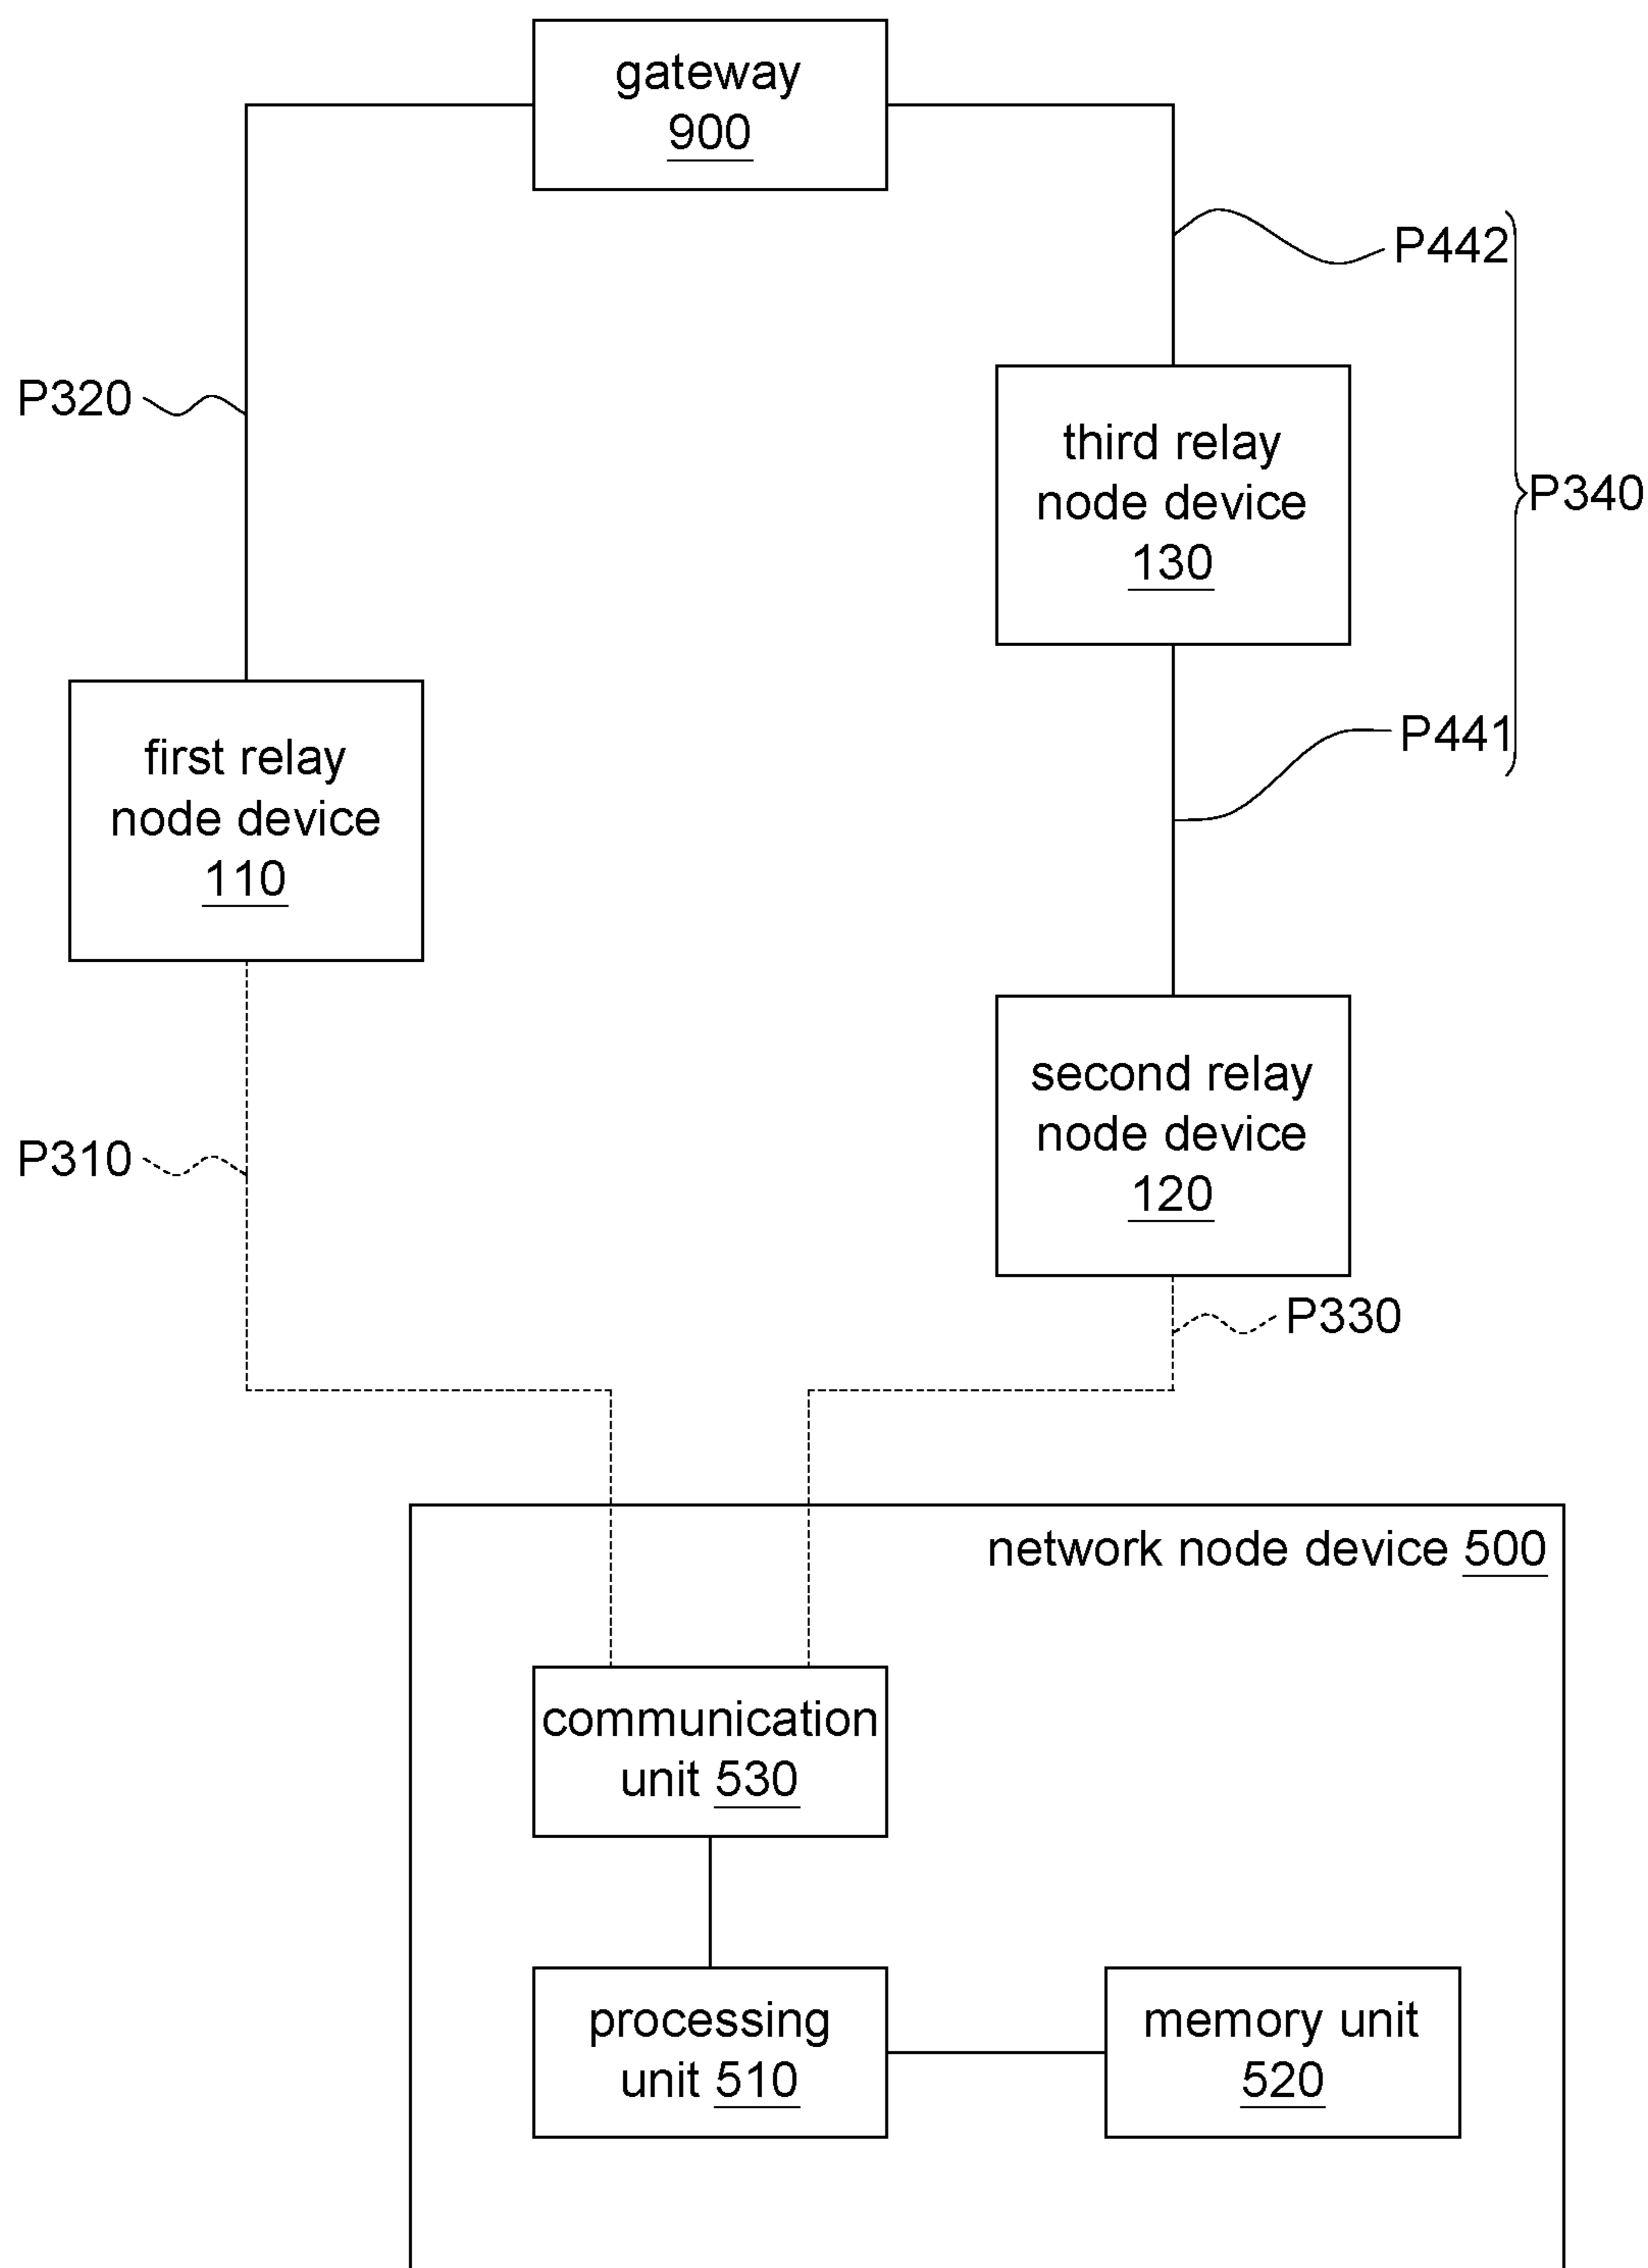 gateway
900
P442
P320
third relay
node device
130
P340
P441
first relay
node device
110
second relay
node device
120
P310
P330
network node device 500
communication
unit 530
processing
unit 510
memory unit
520